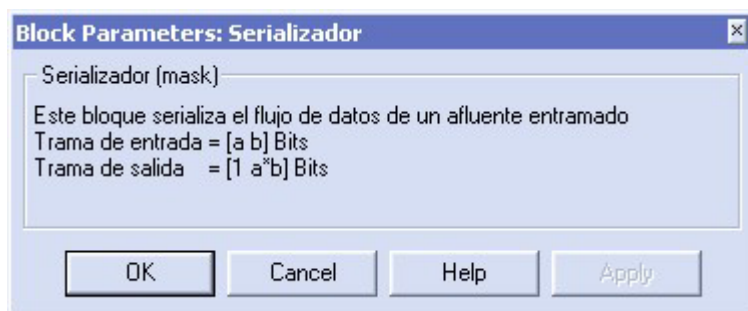 Block Parameters: Serializador
Serializador (mask)
Este bloque serializa el flujo de datos de un afluente entramado
Trama de entrada = [a b] Bits
Trama de salida = [1 a*b] Bits
OK Cancel Help Apply